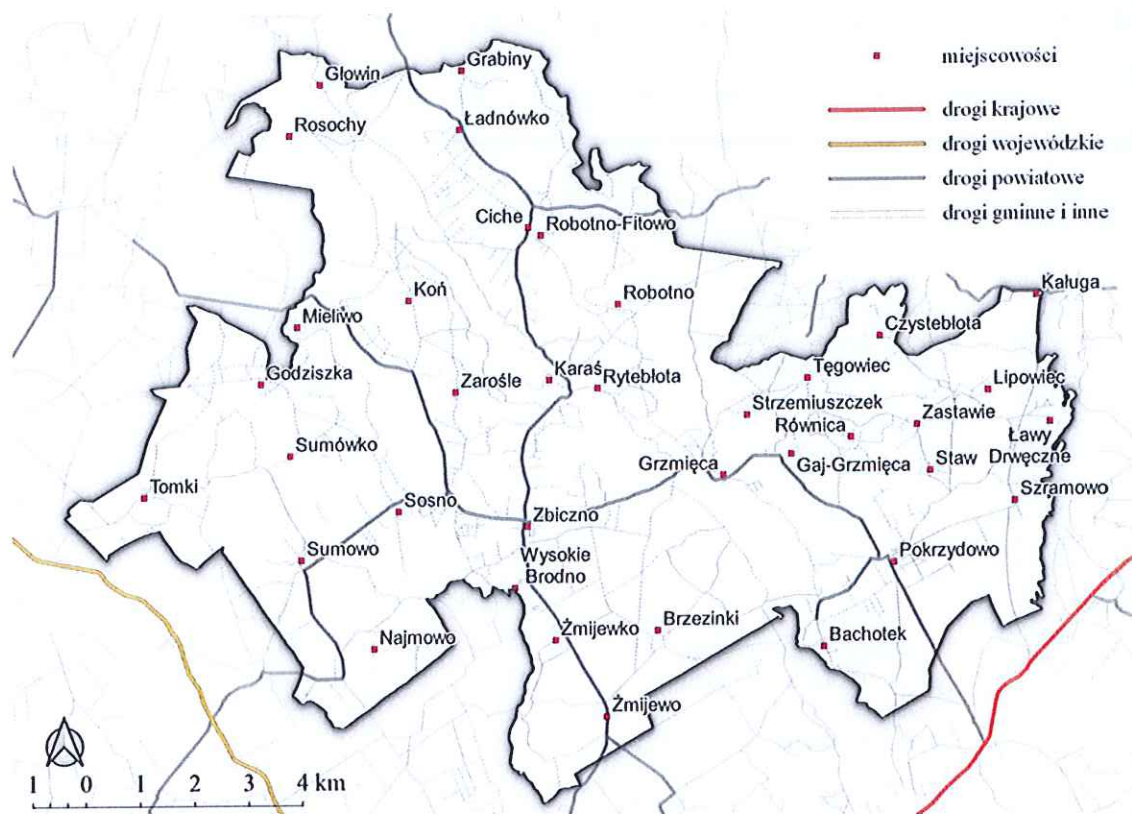 Grabiny
Głowin
miejscowości
drogi krajowe
Ładnówko
Rosochy
drogi wojewódzkie
drogi powiatowe
drogi gminne i inne
Ciche
Robotno-Fitowo
Kaługa
Koń
Robotno
Mieliwo
Czystebłota
Karaś
Tęgowiec
Godziszka
Zarośle
Rytebłota
Lipowiec
Strzemiuszczek
Zastawie
Równica
Ławy
Drwęczne
Sumówko
Grzmięca
Gaj-Grzmięca
Staw
Tomki
Szramowo
Sosno
Zbiczno
Sumowo
Wysokie
Brodno
Pokrzydowo
Najmowo
Żmijewko
Brzezinki
Bachotek
Żmijewo
1 0 1 2 3 4 km